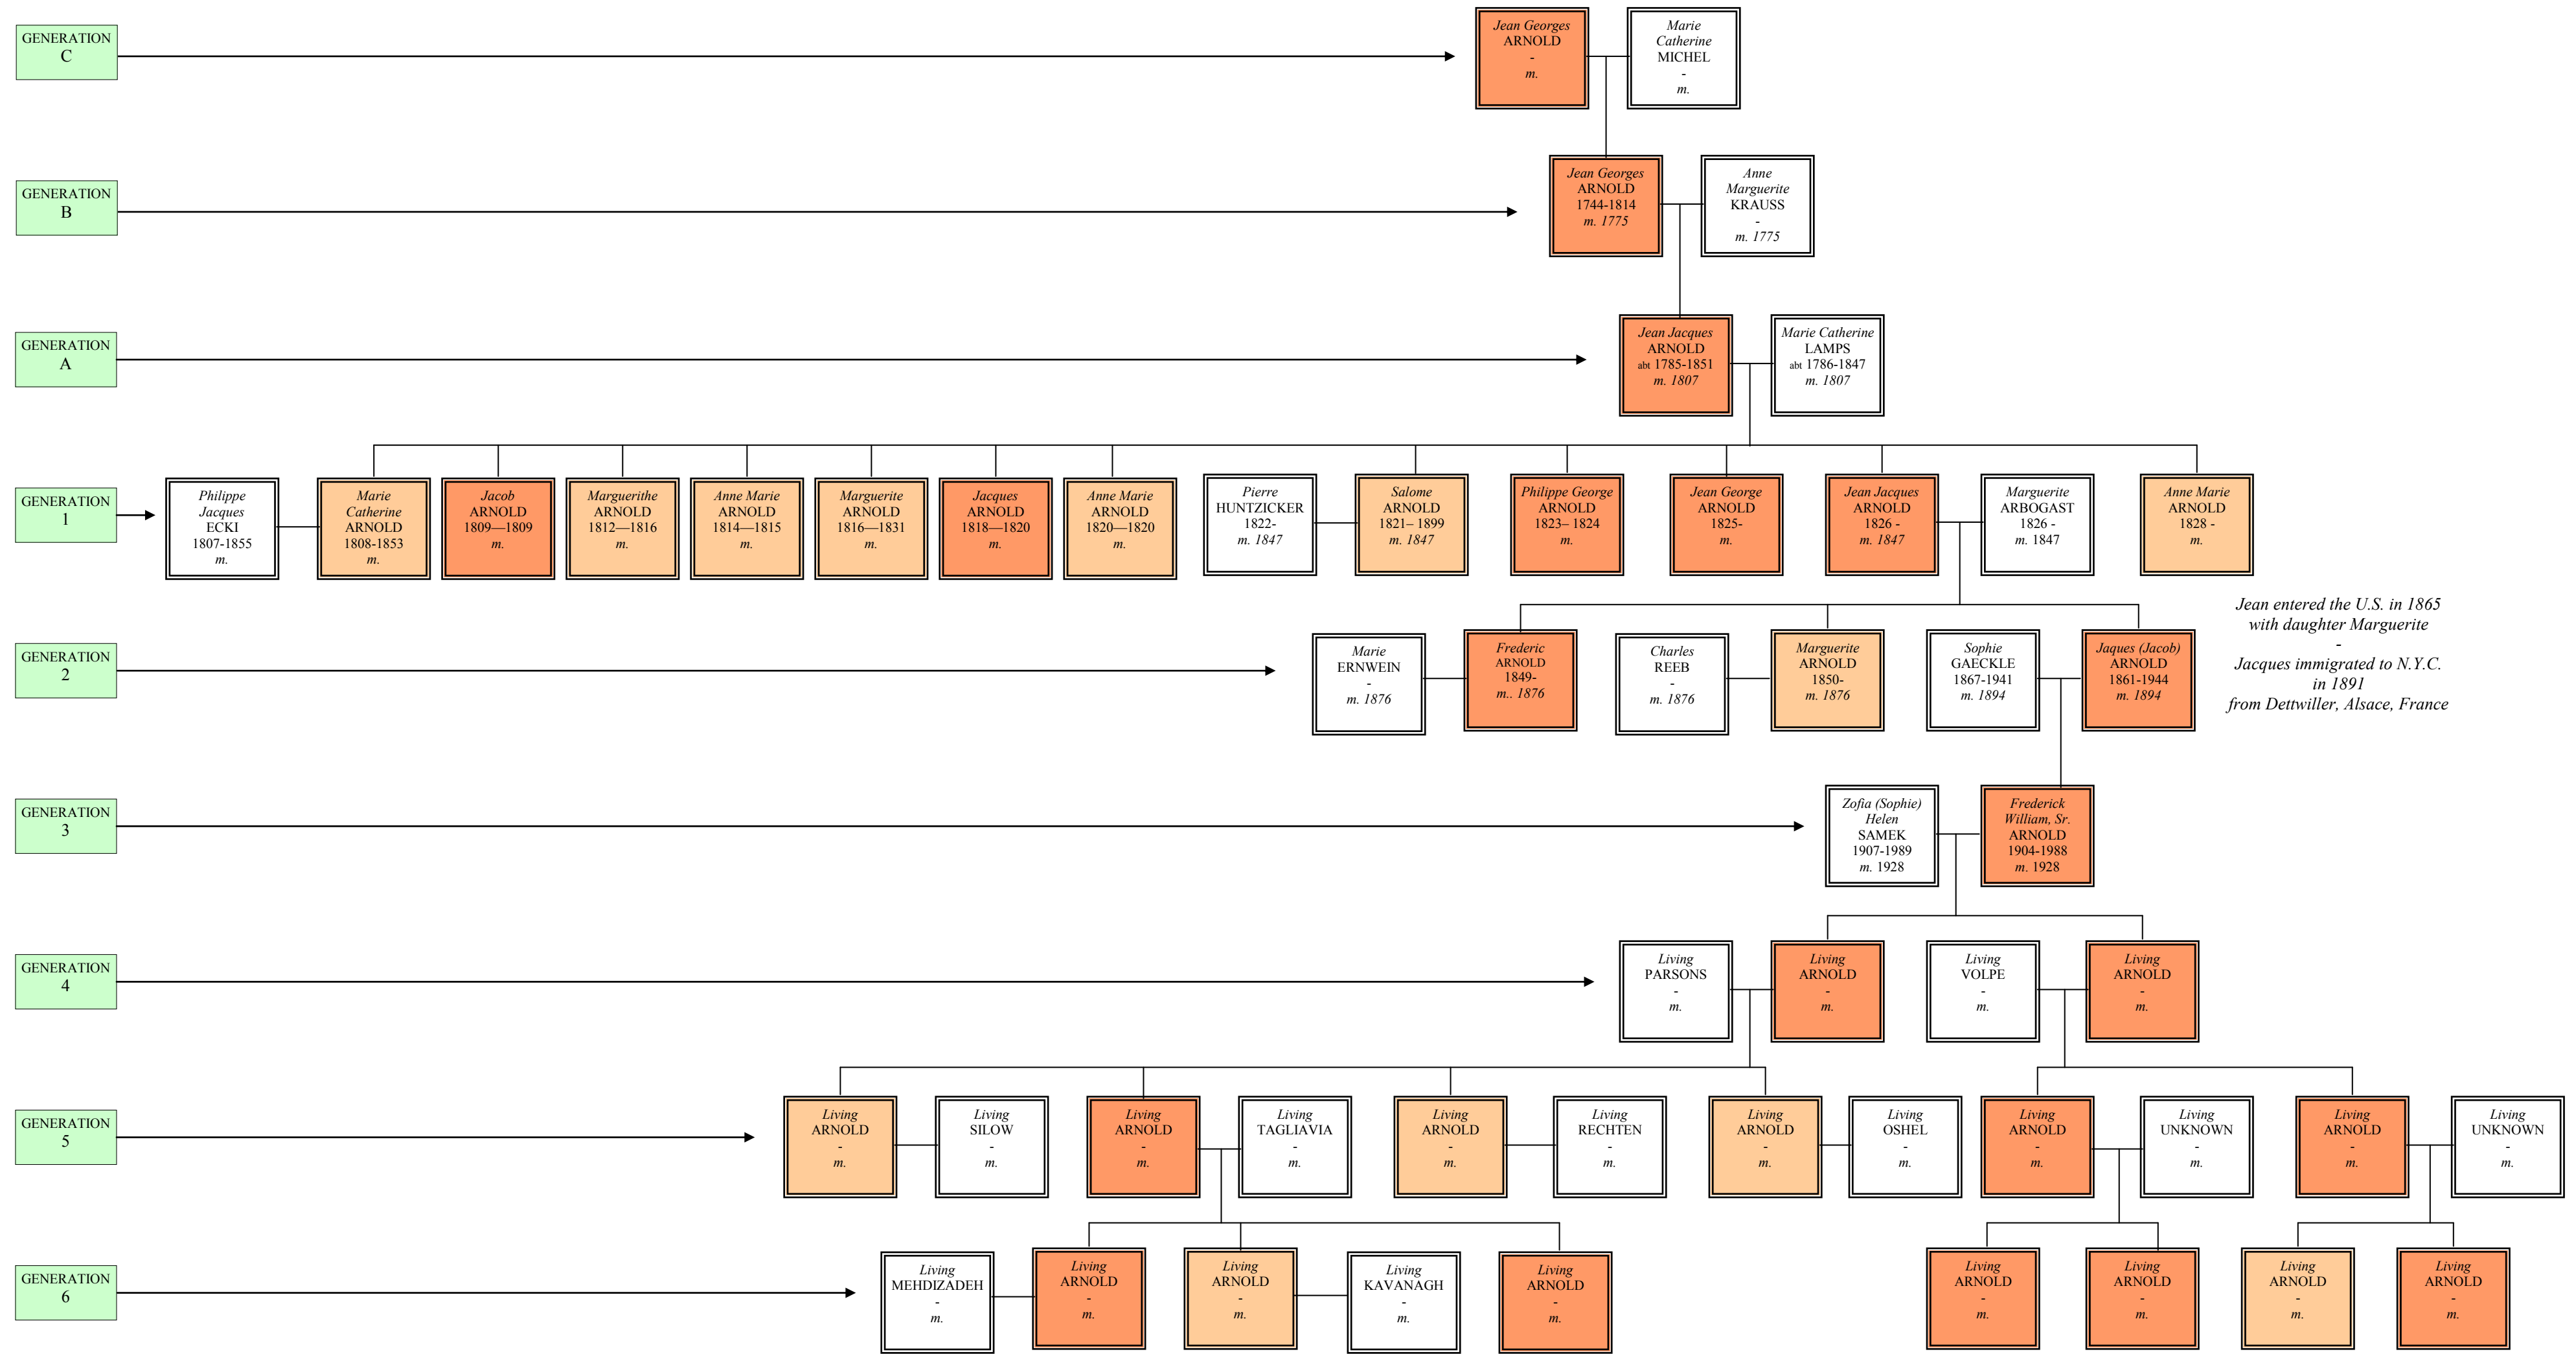 GENERATION
C
Jean Georges
ARNOLD
-
m.
Marie
Catherine
MICHEL
-
m.
GENERATION
B
Jean Georges
ARNOLD
1744-1814
m. 1775
Anne
Marguerite
KRAUSS
-
m. 1775
GENERATION
A
Jean Jacques
ARNOLD
abt 1785-1851
m. 1807
Marie Catherine
LAMPS
abt 1786-1847
m. 1807
GENERATION
1
Philippe
Jacques
ECKI
1807-1855
m.
Marie
Catherine
ARNOLD
1808-1853
m.
Jacob
ARNOLD
1809—1809
m.
Marguerithe
ARNOLD
1812—1816
m.
Anne Marie
ARNOLD
1814—1815
m.
Marguerite
ARNOLD
1816—1831
m.
Jacques
ARNOLD
1818—1820
m.
Anne Marie
ARNOLD
1820—1820
m.
Pierre
HUNTZICKER
1822-
m. 1847
Salome
ARNOLD
1821– 1899
m. 1847
Philippe George
ARNOLD
1823– 1824
m.
Jean George
ARNOLD
1825-
m.
Jean Jacques
ARNOLD
1826 -
m. 1847
Marguerite
ARBOGAST
1826 -
m. 1847
Anne Marie
ARNOLD
1828 -
m.
GENERATION
2
Marie
ERNWEIN
-
m. 1876
Frederic
ARNOLD
1849-
m.. 1876
Charles
REEB
-
m. 1876
Marguerite
ARNOLD
1850-
m. 1876
Sophie
GAECKLE
1867-1941
m. 1894
Jaques (Jacob)
ARNOLD
1861-1944
m. 1894
Jean entered the U.S. in 1865
with daughter Marguerite
-
Jacques immigrated to N.Y.C.
in 1891
from Dettwiller, Alsace, France
GENERATION
3
Zofia (Sophie)
Helen
SAMEK
1907-1989
m. 1928
Frederick
William, Sr.
ARNOLD
1904-1988
m. 1928
GENERATION
4
Living
PARSONS
-
m.
Living
ARNOLD
-
m.
Living
VOLPE
-
m.
Living
ARNOLD
-
m.
GENERATION
5
Living
ARNOLD
-
m.
Living
SILOW
-
m.
Living
ARNOLD
-
m.
Living
TAGLIAVIA
-
m.
Living
ARNOLD
-
m.
Living
RECHTEN
-
m.
Living
ARNOLD
-
m.
Living
OSHEL
-
m.
Living
ARNOLD
-
m.
Living
UNKNOWN
-
m.
Living
ARNOLD
-
m.
Living
UNKNOWN
-
m.
GENERATION
6
Living
MEHDIZADEH
-
m.
Living
ARNOLD
-
m.
Living
ARNOLD
-
m.
Living
KAVANAGH
-
m.
Living
ARNOLD
-
m.
Living
ARNOLD
-
m.
Living
ARNOLD
-
m.
Living
ARNOLD
-
m.
Living
ARNOLD
-
m.